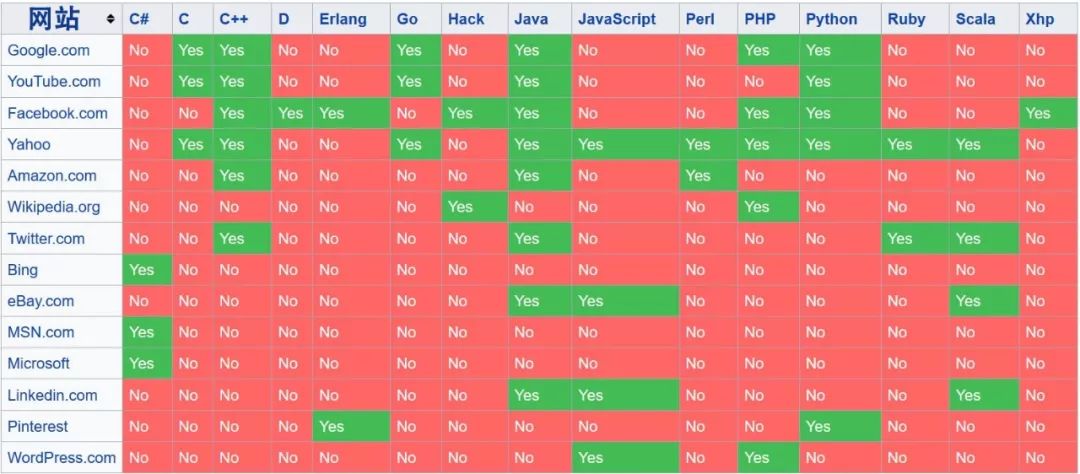 网站 C# C C++ D Erlang Go Hack Java JavaScript Perl PHP Python Ruby Scala Xhp
Google.com No Yes Yes No No Yes No Yes No No Yes Yes No No No
YouTube.com No Yes Yes No No Yes No Yes No No No Yes No No No
Facebook.com No No Yes Yes Yes No Yes Yes No No Yes Yes No No Yes
Yahoo No Yes Yes No No Yes No Yes Yes Yes Yes Yes Yes Yes No
Amazon.com No No Yes No No No No Yes No Yes No No No No No
Wikipedia.org No No No No No No Yes No No No Yes No No No No
Twitter.com No No Yes No No No No Yes No No No No Yes Yes No
Bing Yes No No No No No No No No No No No No No No
eBay.com No No No No No No No Yes Yes No No No No Yes No
MSN.com Yes No No No No No No No No No No No No No No
Microsoft Yes No No No No No No No No No No No No No No
Linkedin.com No No No No No No No Yes Yes No No No No Yes No
Pinterest No No No No Yes No No No No No No Yes No No No
WordPress.com No No No No No No No No Yes No Yes No No No No